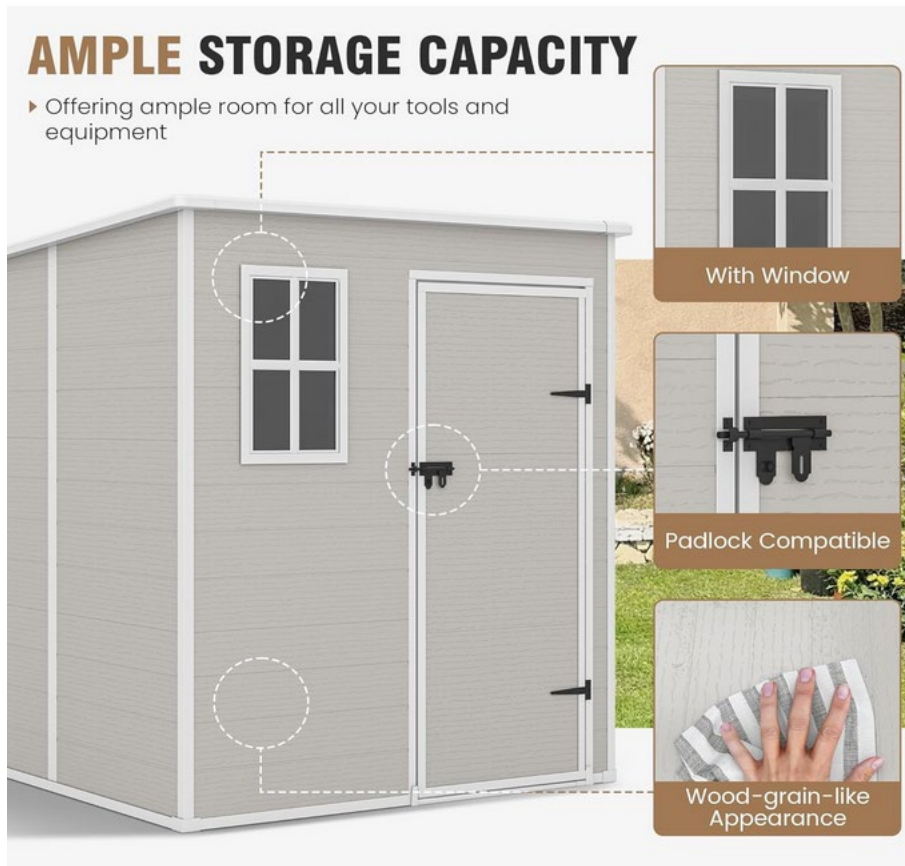 AMPLE STORAGE CAPACITY
Offering ample room for all your tools and
equipment
With Window
Padlock Compatible
Wood-grain-like
Appearance